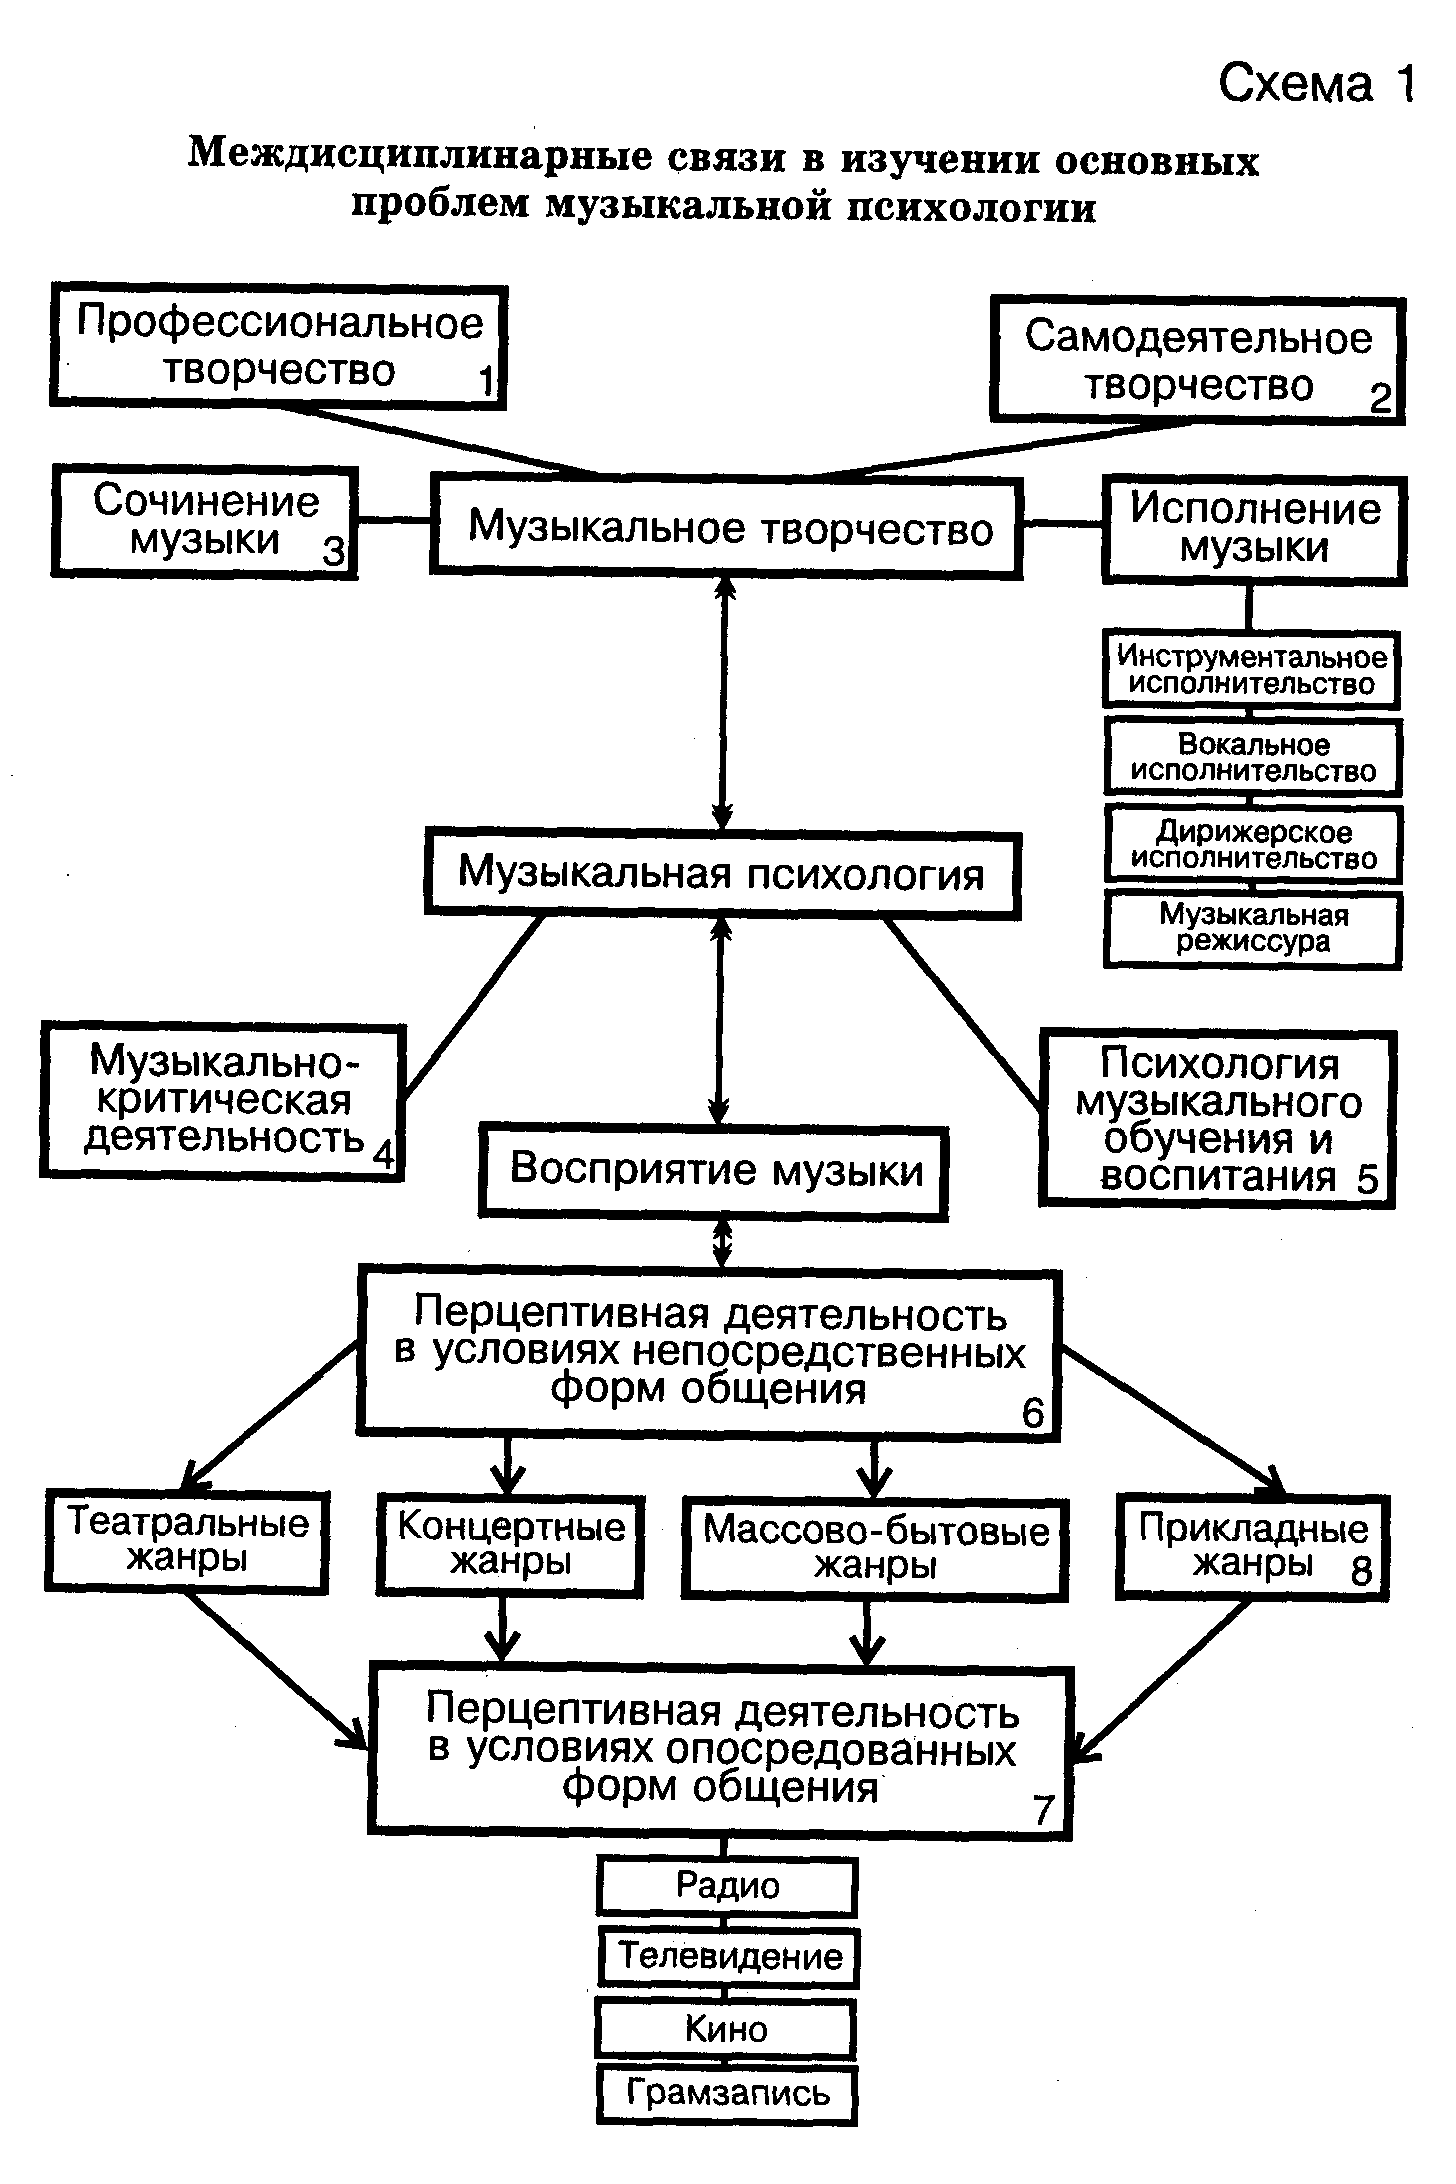 Схема 1
Междисциплинарные связи в изучении основных
проблем музыкальной психологии
Профессиональное
творчество 1
Самодеятельное
творчество 2
Сочинение
музыки 3
Музыкальное творчество
Исполнение
музыки
Инструментальное
исполнительство
Вокальное
исполнительство
Дирижерское
исполнительство
Музыкальная
режиссура
Музыкальная психология
Музыкально-
критическая
деятельность 4
Психология
музыкального
обучения и
воспитания 5
Восприятие музыки
Перцептивная деятельность
в условиях непосредственных
форм общения
6
Театральные
жанры
Концертные
жанры
Массово-бытовые
жанры
Прикладные
жанры 8
Перцептивная деятельность
в условиях опосредованных
форм общения
7
Радио
Телевидение
Кино
Грамзапись